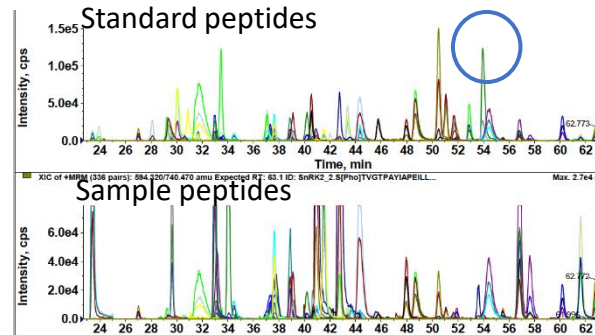 Standard peptides
1.5e5
1.0e5
5.0e4
0.0
Intensity, cps
62.773
24 26 28 30 32 34 36 38 40 42 44 46 48 50 52 54 56 58 60 62
Time, min
XIC of +MRM (336 pairs): 594.320/740.470 amu Expected RT: 63.1 ID: SnRK2_2.S[Pho]TVGTPAYIAPEILL... Max. 2.7e4
Sample peptides
6.0e4
4.0e4
2.0e4
0.0
Intensity, cps
62.772
24 26 28 30 32 34 36 38 40 42 44 46 48 50 52 54 56 58 60 62